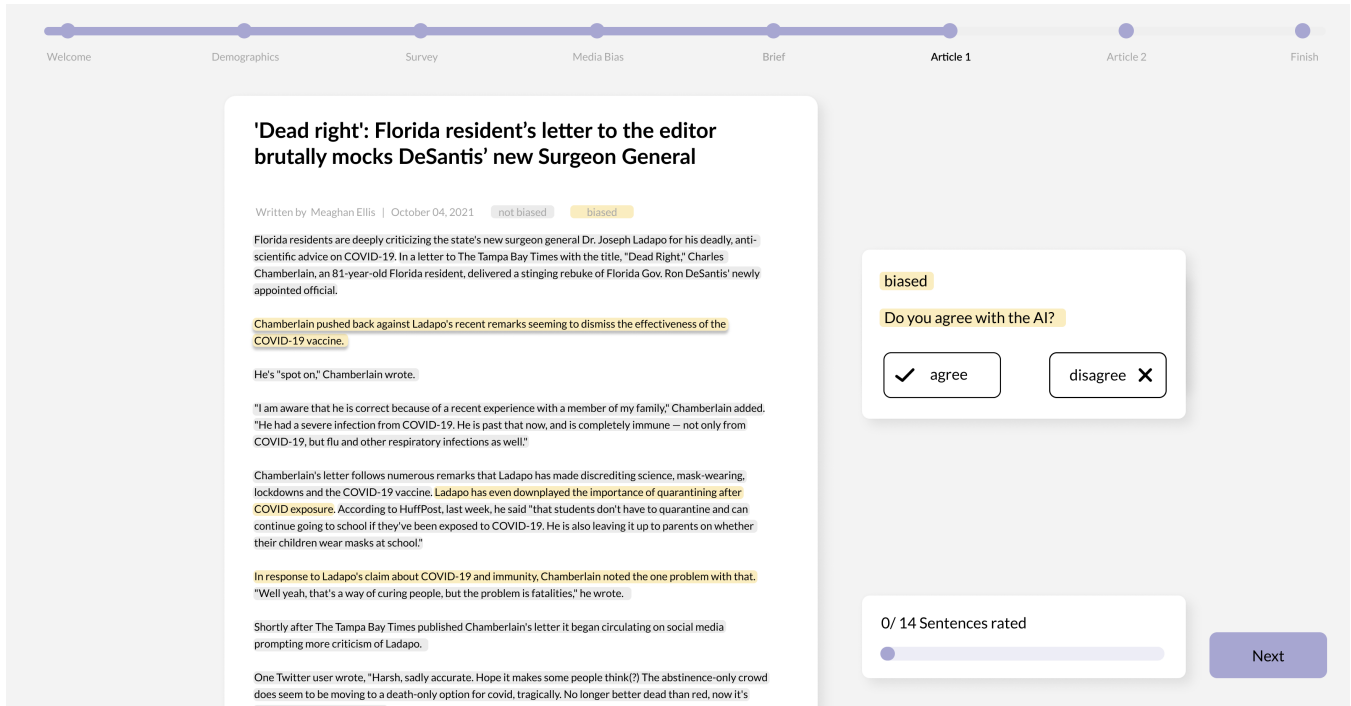 Welcome
Demographics
Survey
Media Bias
Brief
Article 1
Article 2
Finish
'Dead right': Florida resident’s letter to the editor
brutally mocks DeSantis’ new Surgeon General
Written by Meaghan Ellis | October 04, 2021 not biased biased
Florida residents are deeply criticizing the state's new surgeon general Dr. Joseph Ladapo for his deadly, anti-
scientific advice on COVID-19. In a letter to The Tampa Bay Times with the title, "Dead Right," Charles
Chamberlain, an 81-year-old Florida resident, delivered a stinging rebuke of Florida Gov. Ron DeSantis' newly
appointed official.
Chamberlain pushed back against Ladapo's recent remarks seeming to dismiss the effectiveness of the
COVID-19 vaccine.
He's "spot on," Chamberlain wrote.
"I am aware that he is correct because of a recent experience with a member of my family," Chamberlain added.
"He had a severe infection from COVID-19. He is past that now, and is completely immune — not only from
COVID-19, but flu and other respiratory infections as well."
Chamberlain's letter follows numerous remarks that Ladapo has made discrediting science, mask-wearing,
lockdowns and the COVID-19 vaccine. Ladapo has even downplayed the importance of quarantining after
COVID exposure. According to HuffPost, last week, he said "that students don't have to quarantine and can
continue going to school if they've been exposed to COVID-19. He is also leaving it up to parents on whether
their children wear masks at school."
In response to Ladapo's claim about COVID-19 and immunity, Chamberlain noted the one problem with that.
"Well yeah, that's a way of curing people, but the problem is fatalities," he wrote.
Shortly after The Tampa Bay Times published Chamberlain's letter it began circulating on social media
prompting more criticism of Ladapo.
One Twitter user wrote, "Harsh, sadly accurate. Hope it makes some people think(?) The abstinence-only crowd
does seem to be moving to a death-only option for covid, tragically. No longer better dead than red, now it's
biased
Do you agree with the AI?
agree
disagree
0/ 14 Sentences rated
Next